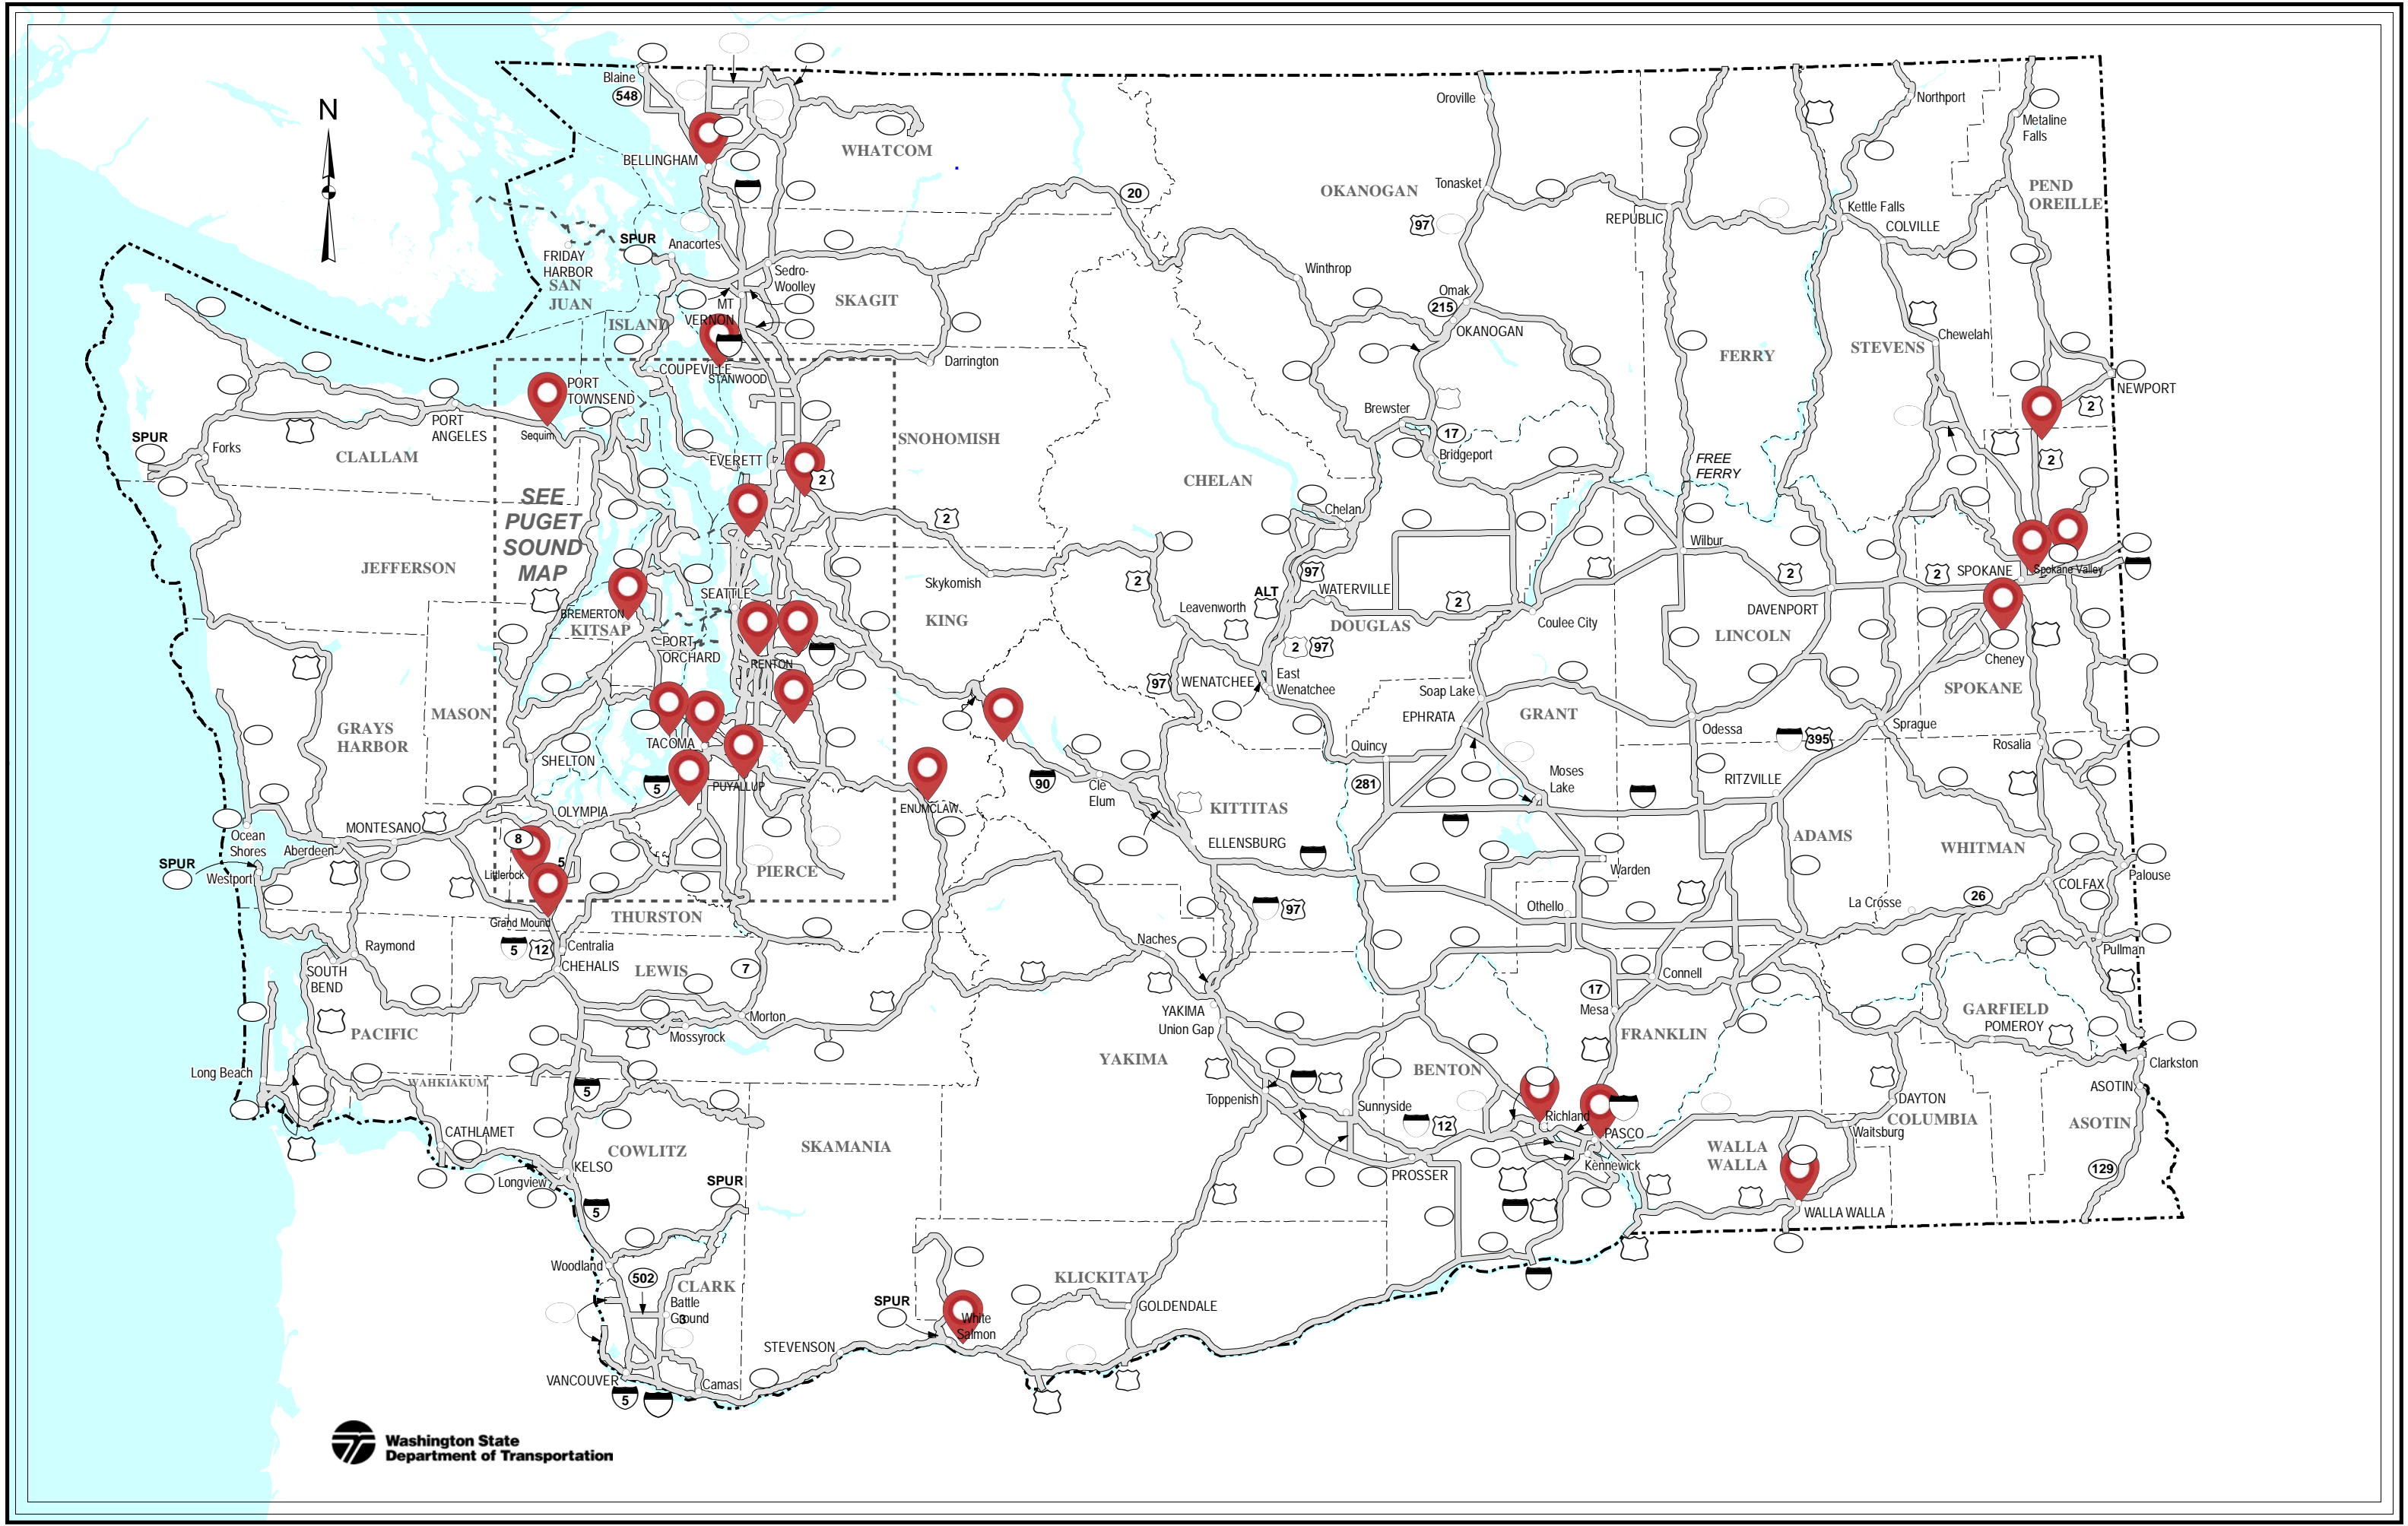 Blaine
548
N
Oroville
Northport
Metaline
Falls
WHATCOM
BELLINGHAM
OKANOGAN
Tonasket
20
97
PEND
OREILLE
REPUBLIC
Kettle Falls
COLVILLE
SPUR
Anacortes
FRIDAY
HARBOR
SAN
JUAN
Sedro-
Woolley
Winthrop
SKAGIT
MT
VERNON
ISLAND
Omak
215
OKANOGAN
Chewelah
STEVENS
FERRY
Darrington
COUPEVILLE
STANWOOD
NEWPORT
2
PORT
TOWNSEND
PORT
ANGELES
Sequim
Brewster
17
Bridgeport
SPUR
Forks
CLALLAM
SNOHOMISH
EVERETT
2
CHELAN
FREE
FERRY
2
SEE
PUGET
SOUND
MAP
Chelan
2
JEFFERSON
Wilbur
Skykomish
2
97
ALT
WATERVILLE
2
2
2
SPOKANE
Spokane Valley
SEATTLE
BREMERTON
KITSAP
KING
Leavenworth
DOUGLAS
DAVENPORT
Coulee City
LINCOLN
PORT
ORCHARD
RENTON
2
97
97
WENATCHEE
East
Wenatchee
Cheney
SPOKANE
Soap Lake
EPHRATA
GRANT
MASON
GRAYS
HARBOR
Odessa
Sprague
395
Rosalia
TACOMA
SHELTON
Quincy
281
Moses
Lake
RITZVILLE
5
PUYALLUP
90
Cle
Elum
ENUMCLAW
KITTITAS
OLYMPIA
MONTESANO
Ocean
Shores
Aberdeen
8
5
ELLENSBURG
ADAMS
WHITMAN
SPUR
Westport
Littlerock
PIERCE
Warden
COLFAX
Palouse
Grand Mound
THURSTON
97
Othello
La Crosse
26
5
12
Centralia
Raymond
Naches
Pullman
CHEHALIS
LEWIS
7
SOUTH
BEND
Connell
17
Mesa
YAKIMA
Union Gap
Morton
Mossyrock
PACIFIC
FRANKLIN
GARFIELD
POMEROY
YAKIMA
BENTON
Clarkston
Long Beach
WAHKIAKUM
5
ASOTIN
Toppenish
Sunnyside
Richland
DAYTON
COLUMBIA
12
PASCO
Waitsburg
ASOTIN
CATHLAMET
COWLITZ
SKAMANIA
WALLA
WALLA
Kennewick
KELSO
Longview
PROSSER
129
SPUR
5
WALLA WALLA
Woodland
502
CLARK
KLICKITAT
Battle
Ground
3
SPUR
White
Salmon
GOLDENDALE
STEVENSON
VANCOUVER
Camas
5
Washington State
Department of Transportation